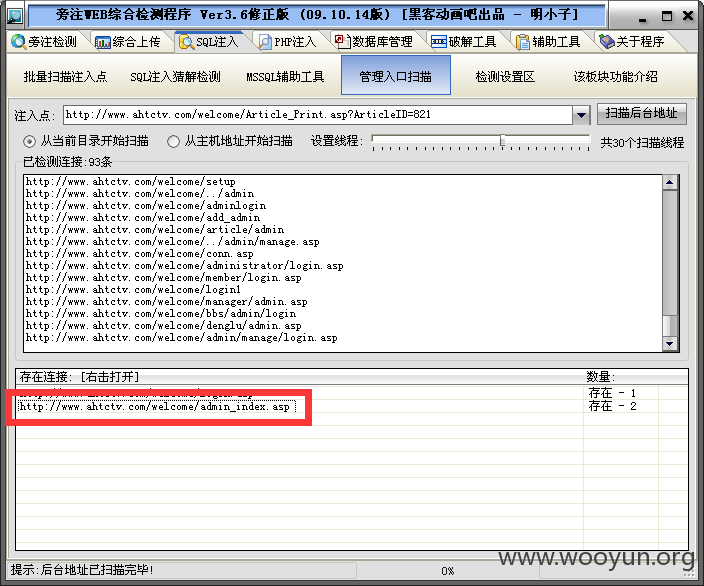 旁注WEB综合检测程序 Ver3.6修正版 (09.10.14版) [黑客动画吧出品 - 明小子]
旁注检测 综合上传 SQL注入 PHP注入 数据库管理 破解工具 辅助工具 关于程序
批量扫描注入点 SQL注入猜解检测 MSSQL辅助工具 管理入口扫描 检测设置区 该板块功能介绍
注入点: http://www.ahtctv.com/welcome/Article_Print.asp?ArticleID=821 扫描后台地址
从当前目录开始扫描 从主机地址开始扫描 设置线程: 共30个扫描线程
已检测连接:93条
http://www.ahtctv.com/welcome/setup
http://www.ahtctv.com/welcome/../admin
http://www.ahtctv.com/welcome/adminlogin
http://www.ahtctv.com/welcome/add_admin
http://www.ahtctv.com/welcome/article/admin
http://www.ahtctv.com/welcome/../admin/manage.asp
http://www.ahtctv.com/welcome/conn.asp
http://www.ahtctv.com/welcome/administrator/login.asp
http://www.ahtctv.com/welcome/member/login.asp
http://www.ahtctv.com/welcome/login1
http://www.ahtctv.com/welcome/manager/admin.asp
http://www.ahtctv.com/welcome/bbs/admin/login
http://www.ahtctv.com/welcome/denglu/admin.asp
http://www.ahtctv.com/welcome/admin/manage/login.asp
存在连接: [右击打开] 数量:
存在 - 1
http://www.ahtctv.com/welcome/admin_index.asp 存在 - 2
www.wooyun.org
提示:后台地址已扫描完毕! 0%